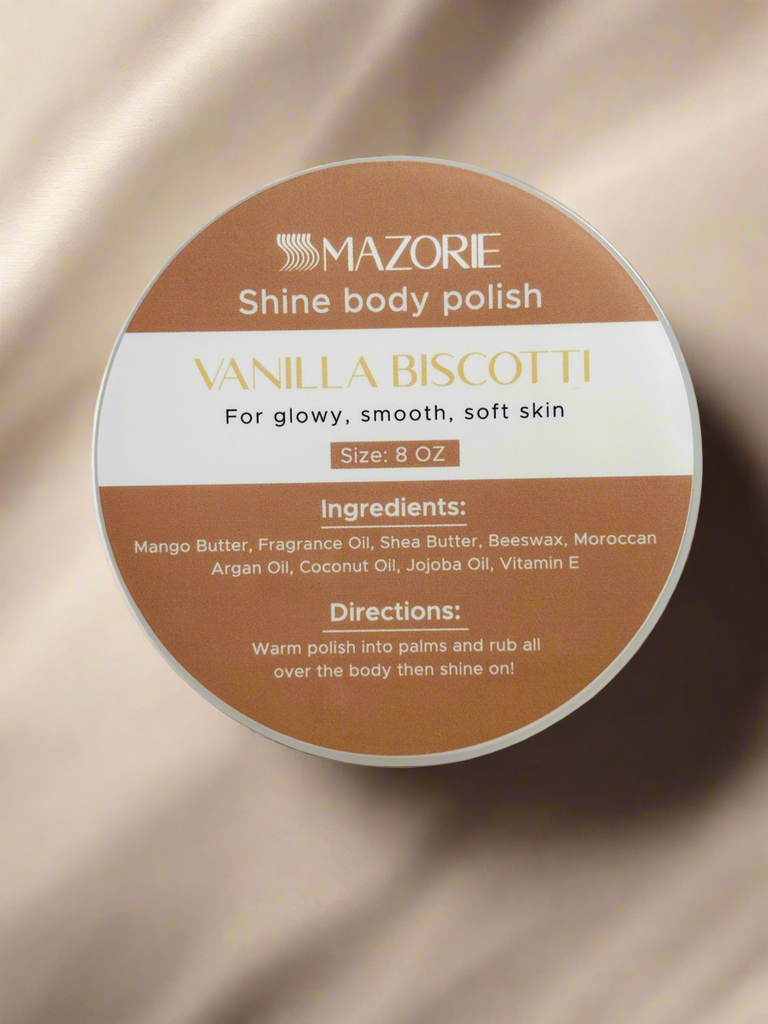 MAZORIE
Shine body polish
VANILLA BISCOTTI
For glowy, smooth, soft skin
Size: 8 OZ
Ingredients:
Mango Butter, Fragrance Oil, Shea Butter, Beeswax, Moroccan
Argan Oil, Coconut Oil, Jojoba Oil, Vitamin E
Directions:
Warm polish into palms and rub all
over the body then shine on!